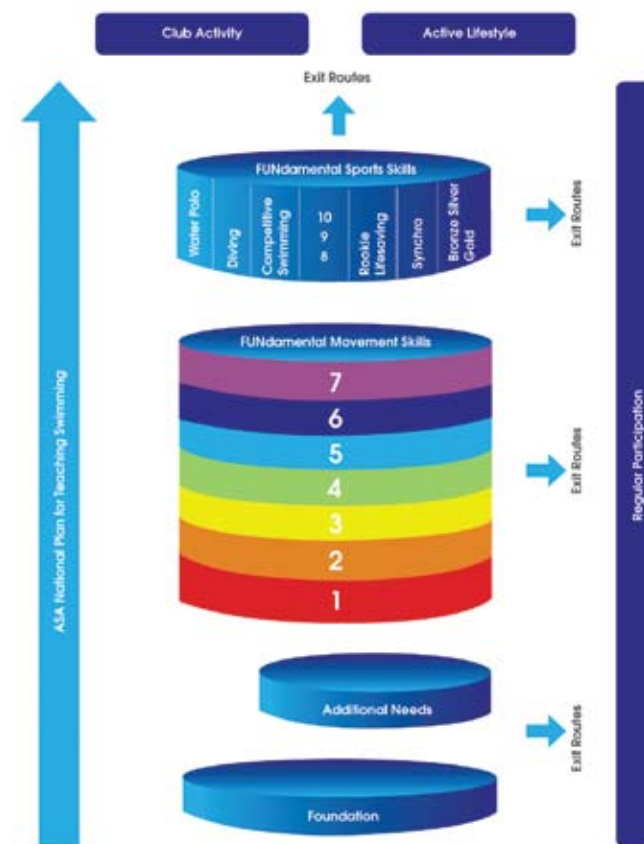 Club Activity
Active Lifestyle
Exit Routes
FUNdamental Sports Skills
Water Polo
Diving
Competitive
Swimming
10
9
8
Rookie
Lifesaving
Synchro
Bronze Silver
Gold
Exit Routes
FUNdamental Movement Skills
7
6
5
4
3
2
1
Exit Routes
Additional Needs
Foundation
Exit Routes
ASA National Plan for Teaching Swimming
Regular Participation